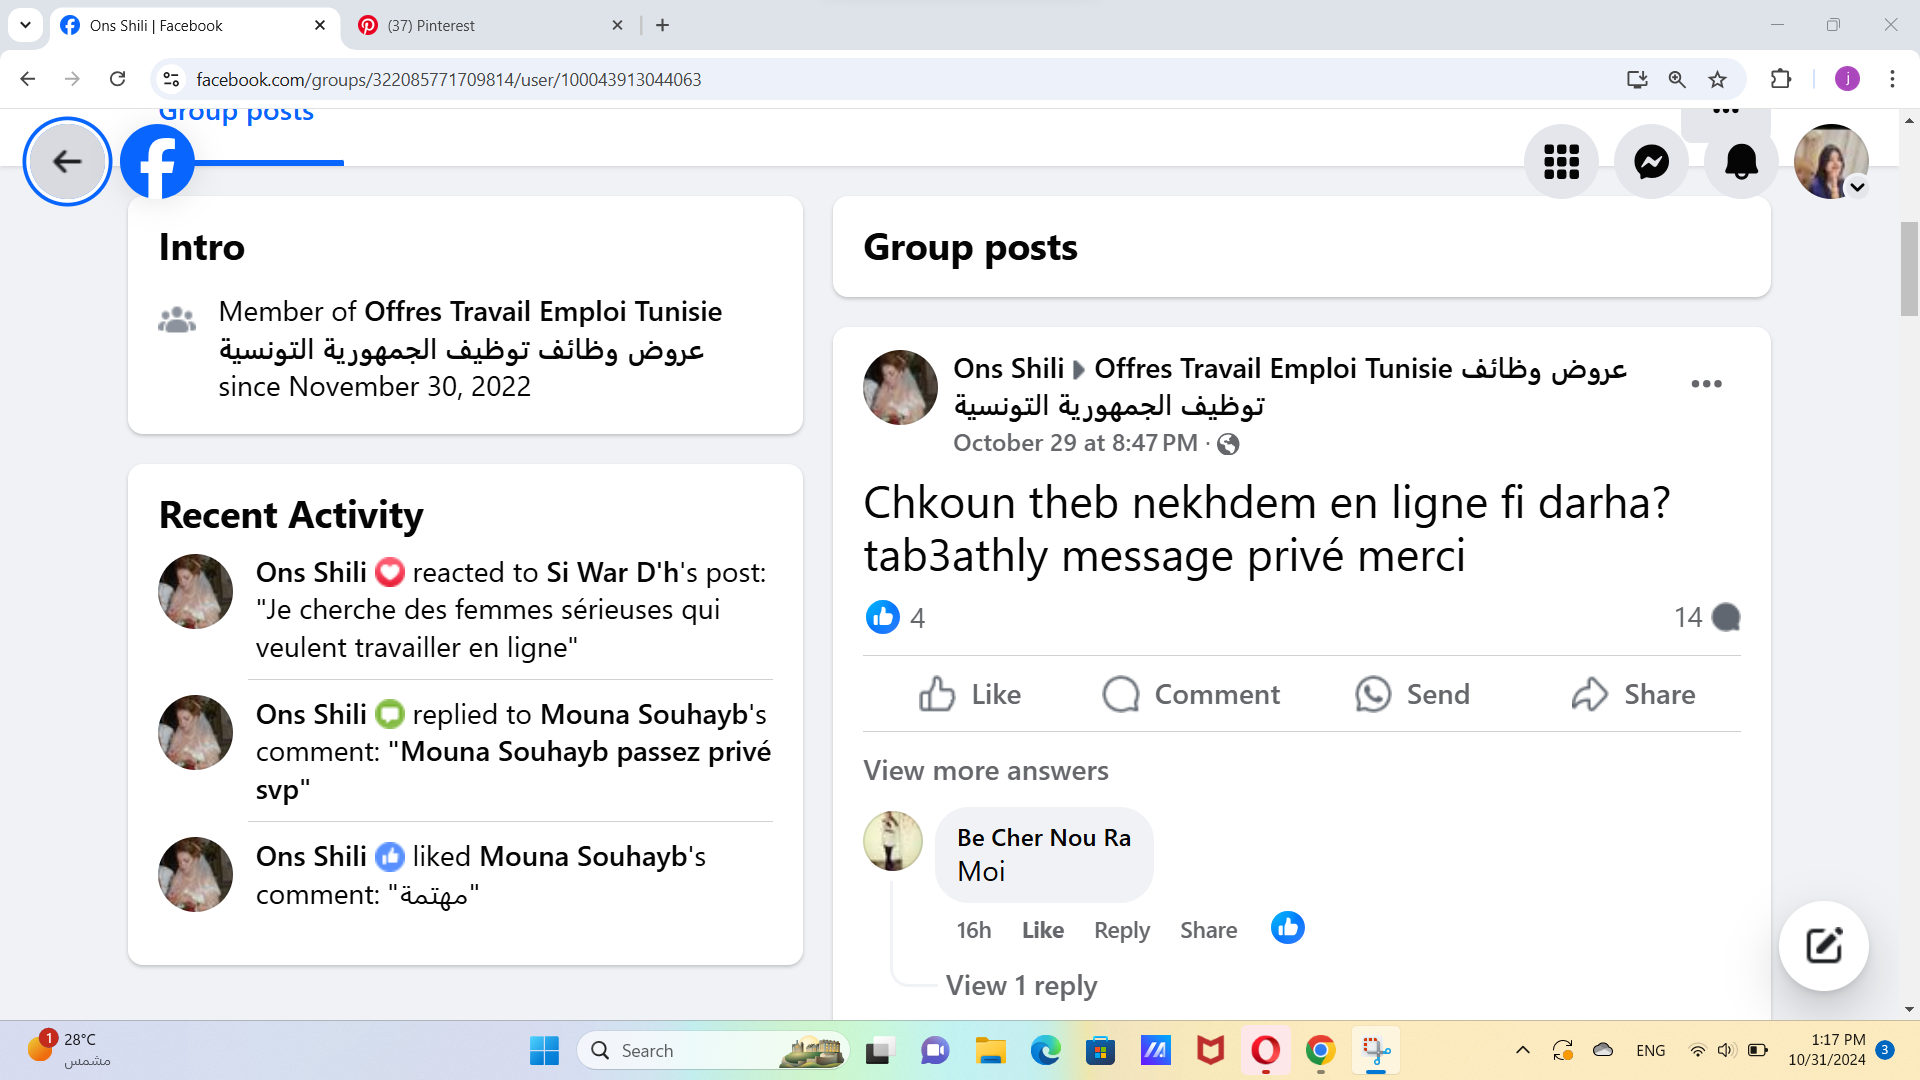 Ons Shili | Facebook
(37) Pinterest
facebook.com/groups/322085771709814/user/100043913044063
j
Group posts
Intro
Member of Offres Travail Emploi Tunisie
عروض وظائف توظيف الجمهورية التونسية
since November 30, 2022
Recent Activity
Ons Shili reacted to Si War D'h's post:
"Je cherche des femmes sérieuses qui
veulent travailler en ligne"
Ons Shili replied to Mouna Souhayb's
comment: "Mouna Souhayb passez privé
svp"
Ons Shili liked Mouna Souhayb's
comment: "مهتمة"
Group posts
Ons Shili Offres Travail Emploi Tunisie عروض وظائف
توظيف الجمهورية التونسية
October 29 at 8:47 PM ·
Chkoun theb nekhdem en ligne fi darha?
tab3athly message privé merci
4
14
Like Comment Send Share
View more answers
Be Cher Nou Ra
Moi
16h Like Reply Share
View 1 reply
1
28°C
مشمس
Search
ENG
1:17 PM
10/31/2024
3